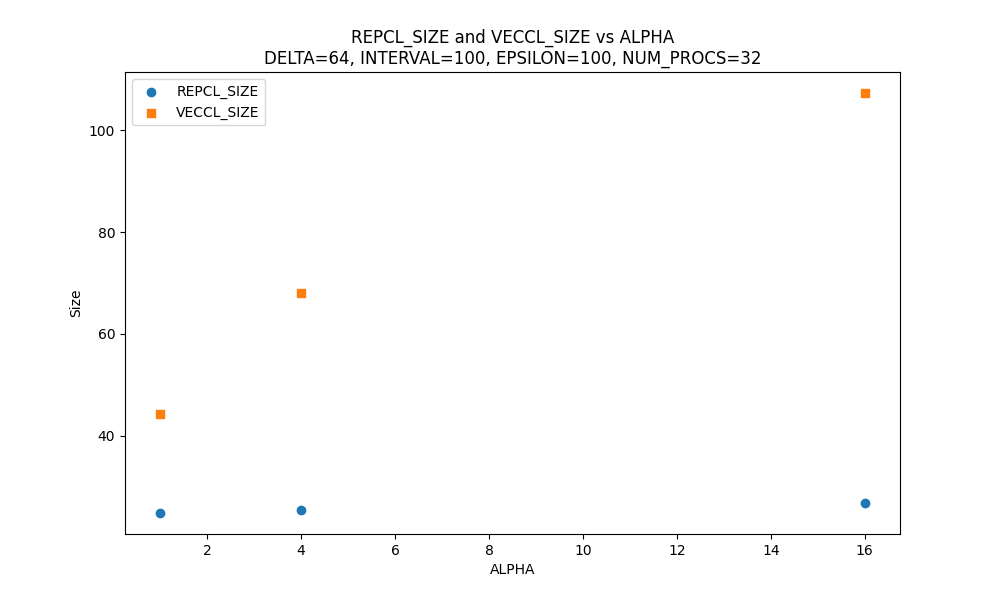 REPCL_SIZE and VECCL_SIZE vs ALPHA
DELTA=64, INTERVAL=100, EPSILON=100, NUM_PROCS=32
REPCL_SIZE
VECCL_SIZE
100
80
60
40
Size
2 4 6 8 10 12 14 16
ALPHA